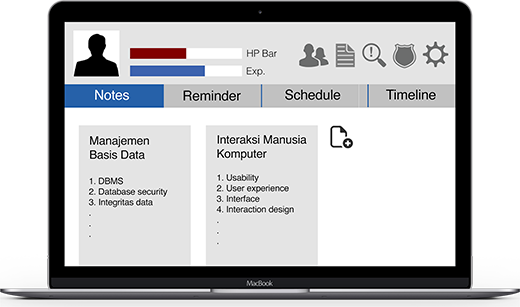 HP Bar
Exp.
Notes
Reminder
Schedule
Timeline
Manajemen
Basis Data
1. DBMS
2. Database security
3. Integritas data
.
.
.
Interaksi Manusia
Komputer
1. Usability
2. User experience
3. Interface
4. Interaction design
.
.
.
MacBook